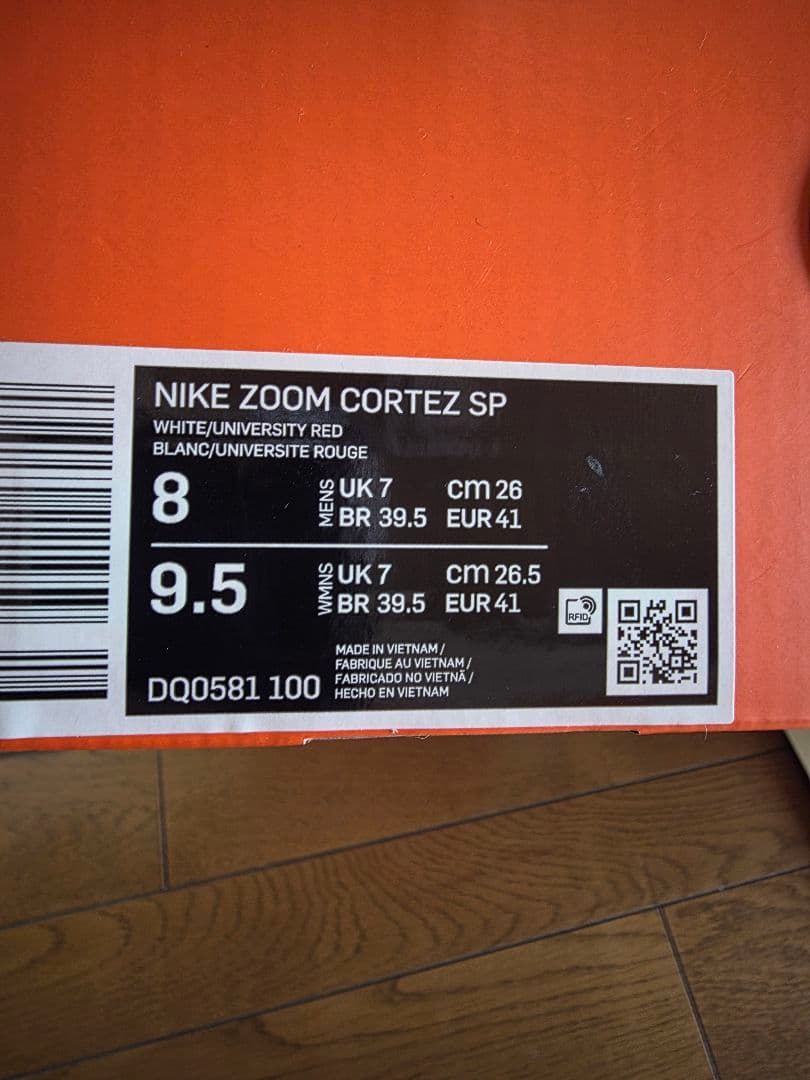 NIKE ZOOM CORTEZ SP
WHITE/UNIVERSITY RED
BLANC/UNIVERSITE ROUGE
8 MENS UK 7 cm 26
BR 39.5 EUR 41
9.5 WMNS UK 7 cm 26.5
BR 39.5 EUR 41
RFID
MADE IN VIETNAM /
FABRIQUE AU VIETNAM /
FABRICADO NO VIETNÃ /
HECHO EN VIETNAM
DQ0581 100